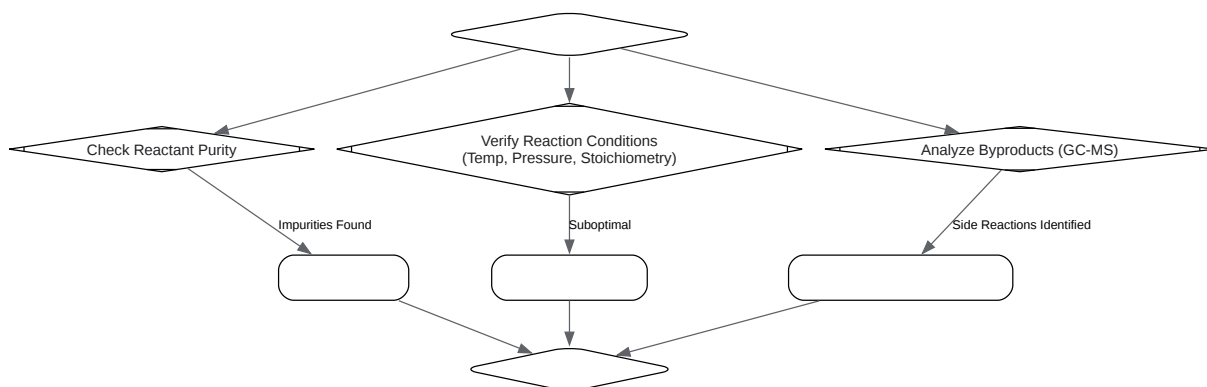 Check Reactant Purity
Verify Reaction Conditions
(Temp, Pressure, Stoichiometry)
Analyze Byproducts (GC-MS)
Impurities Found
Suboptimal
Side Reactions Identified